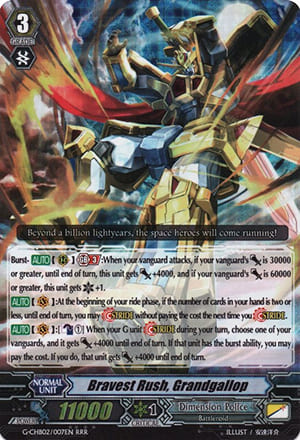 3
GRADE
Beyond a billion lightyears, the space heroes will come running!
Burst- AUTO [ ] 3 :When your vanguard attacks, if your vanguard's is 30000
or greater, until end of turn, this unit gets +4000, and if your vanguard's is 60000
or greater, this unit gets +1.
AUTO :At the beginning of your ride phase, if the number of cards in your hand is two or
less, until end of turn, you may STRIDE without paying the cost the next time you STRIDE.
AUTO 1: [ 1] When your G unit STRIDE during your turn, you may choose one of your
vanguards, and it gets +4000 until end of turn. If that unit has the burst ability, you may
pay the cost. If you do, that unit gets +4000 until end of turn.
NORMAL
UNIT
Bravest Rush, Grandgallop
POWER
11000
1
CRITICAL
Dimension Police
Battleroid
G-CHB02/007EN RRR
ILLUST / 安達洋介